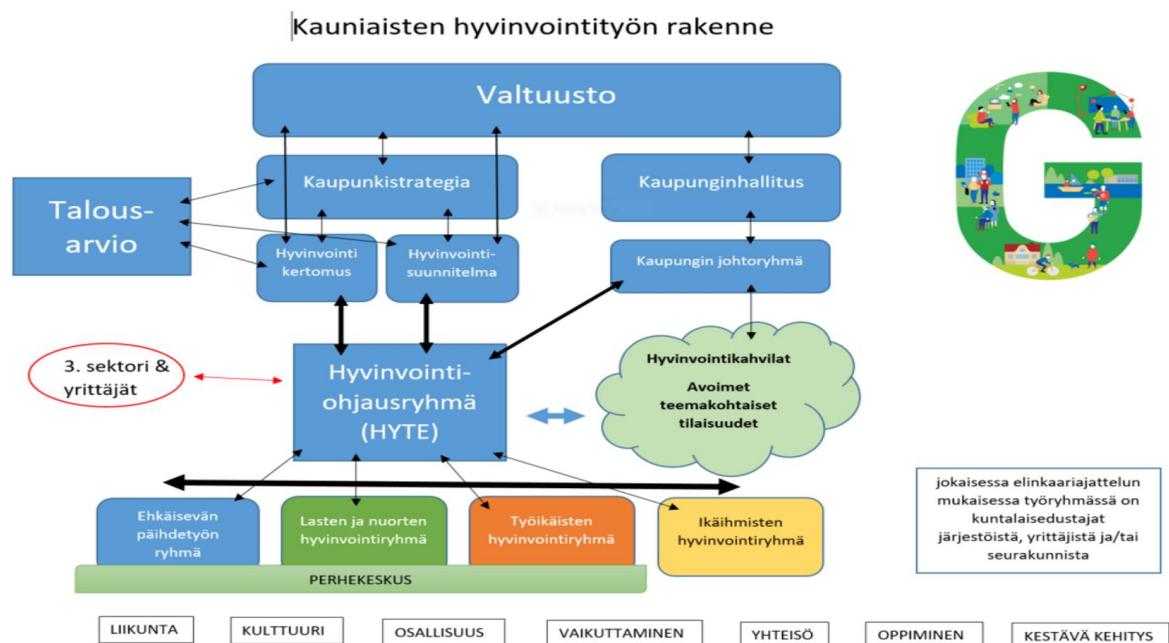 Kauniaisten hyvinvointityön rakenne
Valtuusto
Kaupunkistrategia
Kaupunginhallitus
Talous-
arvio
Hyvinvointi
kertomus
Hyvinvointi-
suunnitelma
Kaupungin johtoryhmä
3. sektori &
yrittäjät
Hyvinvointi-
ohjausryhmä
(HYTE)
Hyvinvointikahvilat
Avoimet
teemakohtaiset
tilaisuudet
Ehkäisevän
päihdetyön
ryhmä
Lasten ja nuorten
hyvinvointiryhmä
Työikäisten
hyvinvointiryhmä
Ikäihmisten
hyvinvointiryhmä
PERHEKESKUS
jokaisessa elinkaariajattelun
mukaisessa työryhmässä on
kuntalaisedustajat
järjestöistä, yrittäjistä ja/tai
seurakunnista
LIIKUNTA
KULTTUURI
OSALLISUUS
VAIKUTTAMINEN
YHTEISÖ
OPPIMINEN
KESTÄVÄ KEHITYS